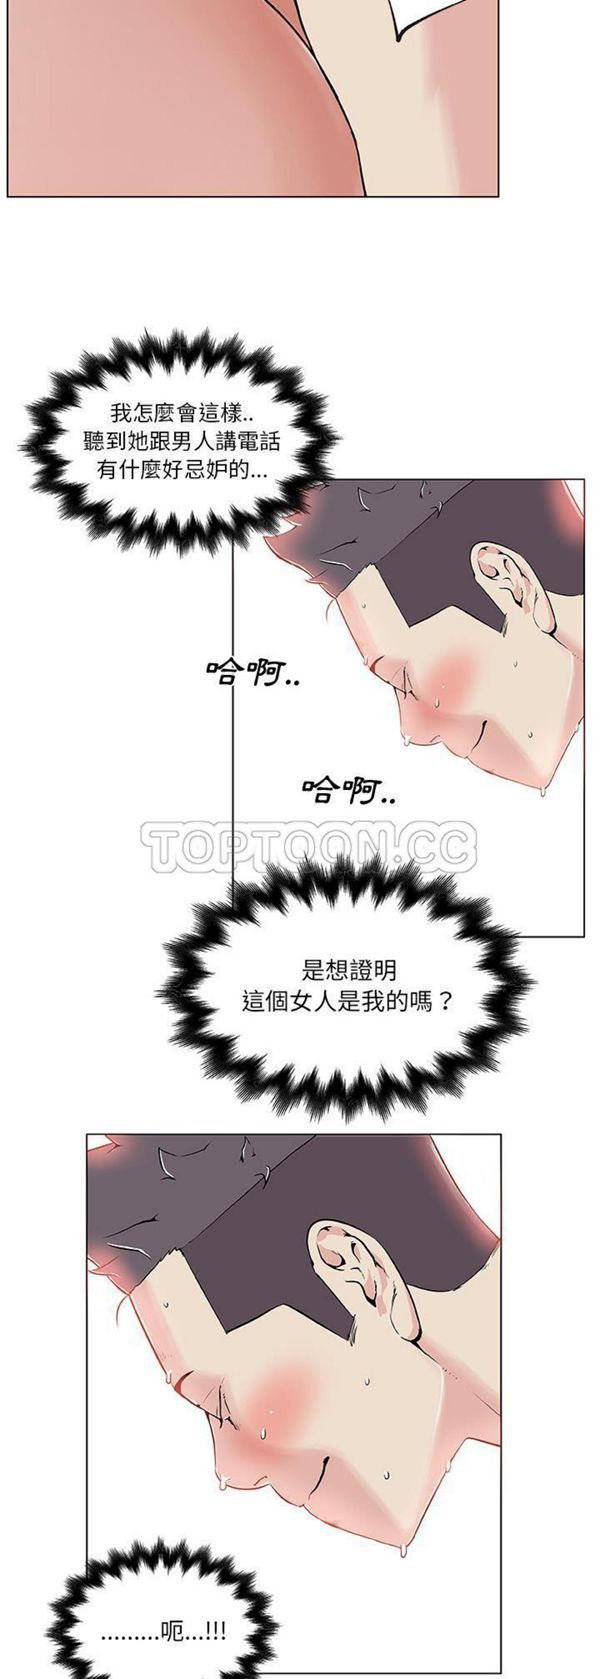 我怎麼會這樣..
聽到她跟男人講電話
有什麼好忌妒的...
哈啊..
哈啊..
TOPTOON.CC
是想證明
這個女人是我的嗎？
.........呃...!!!